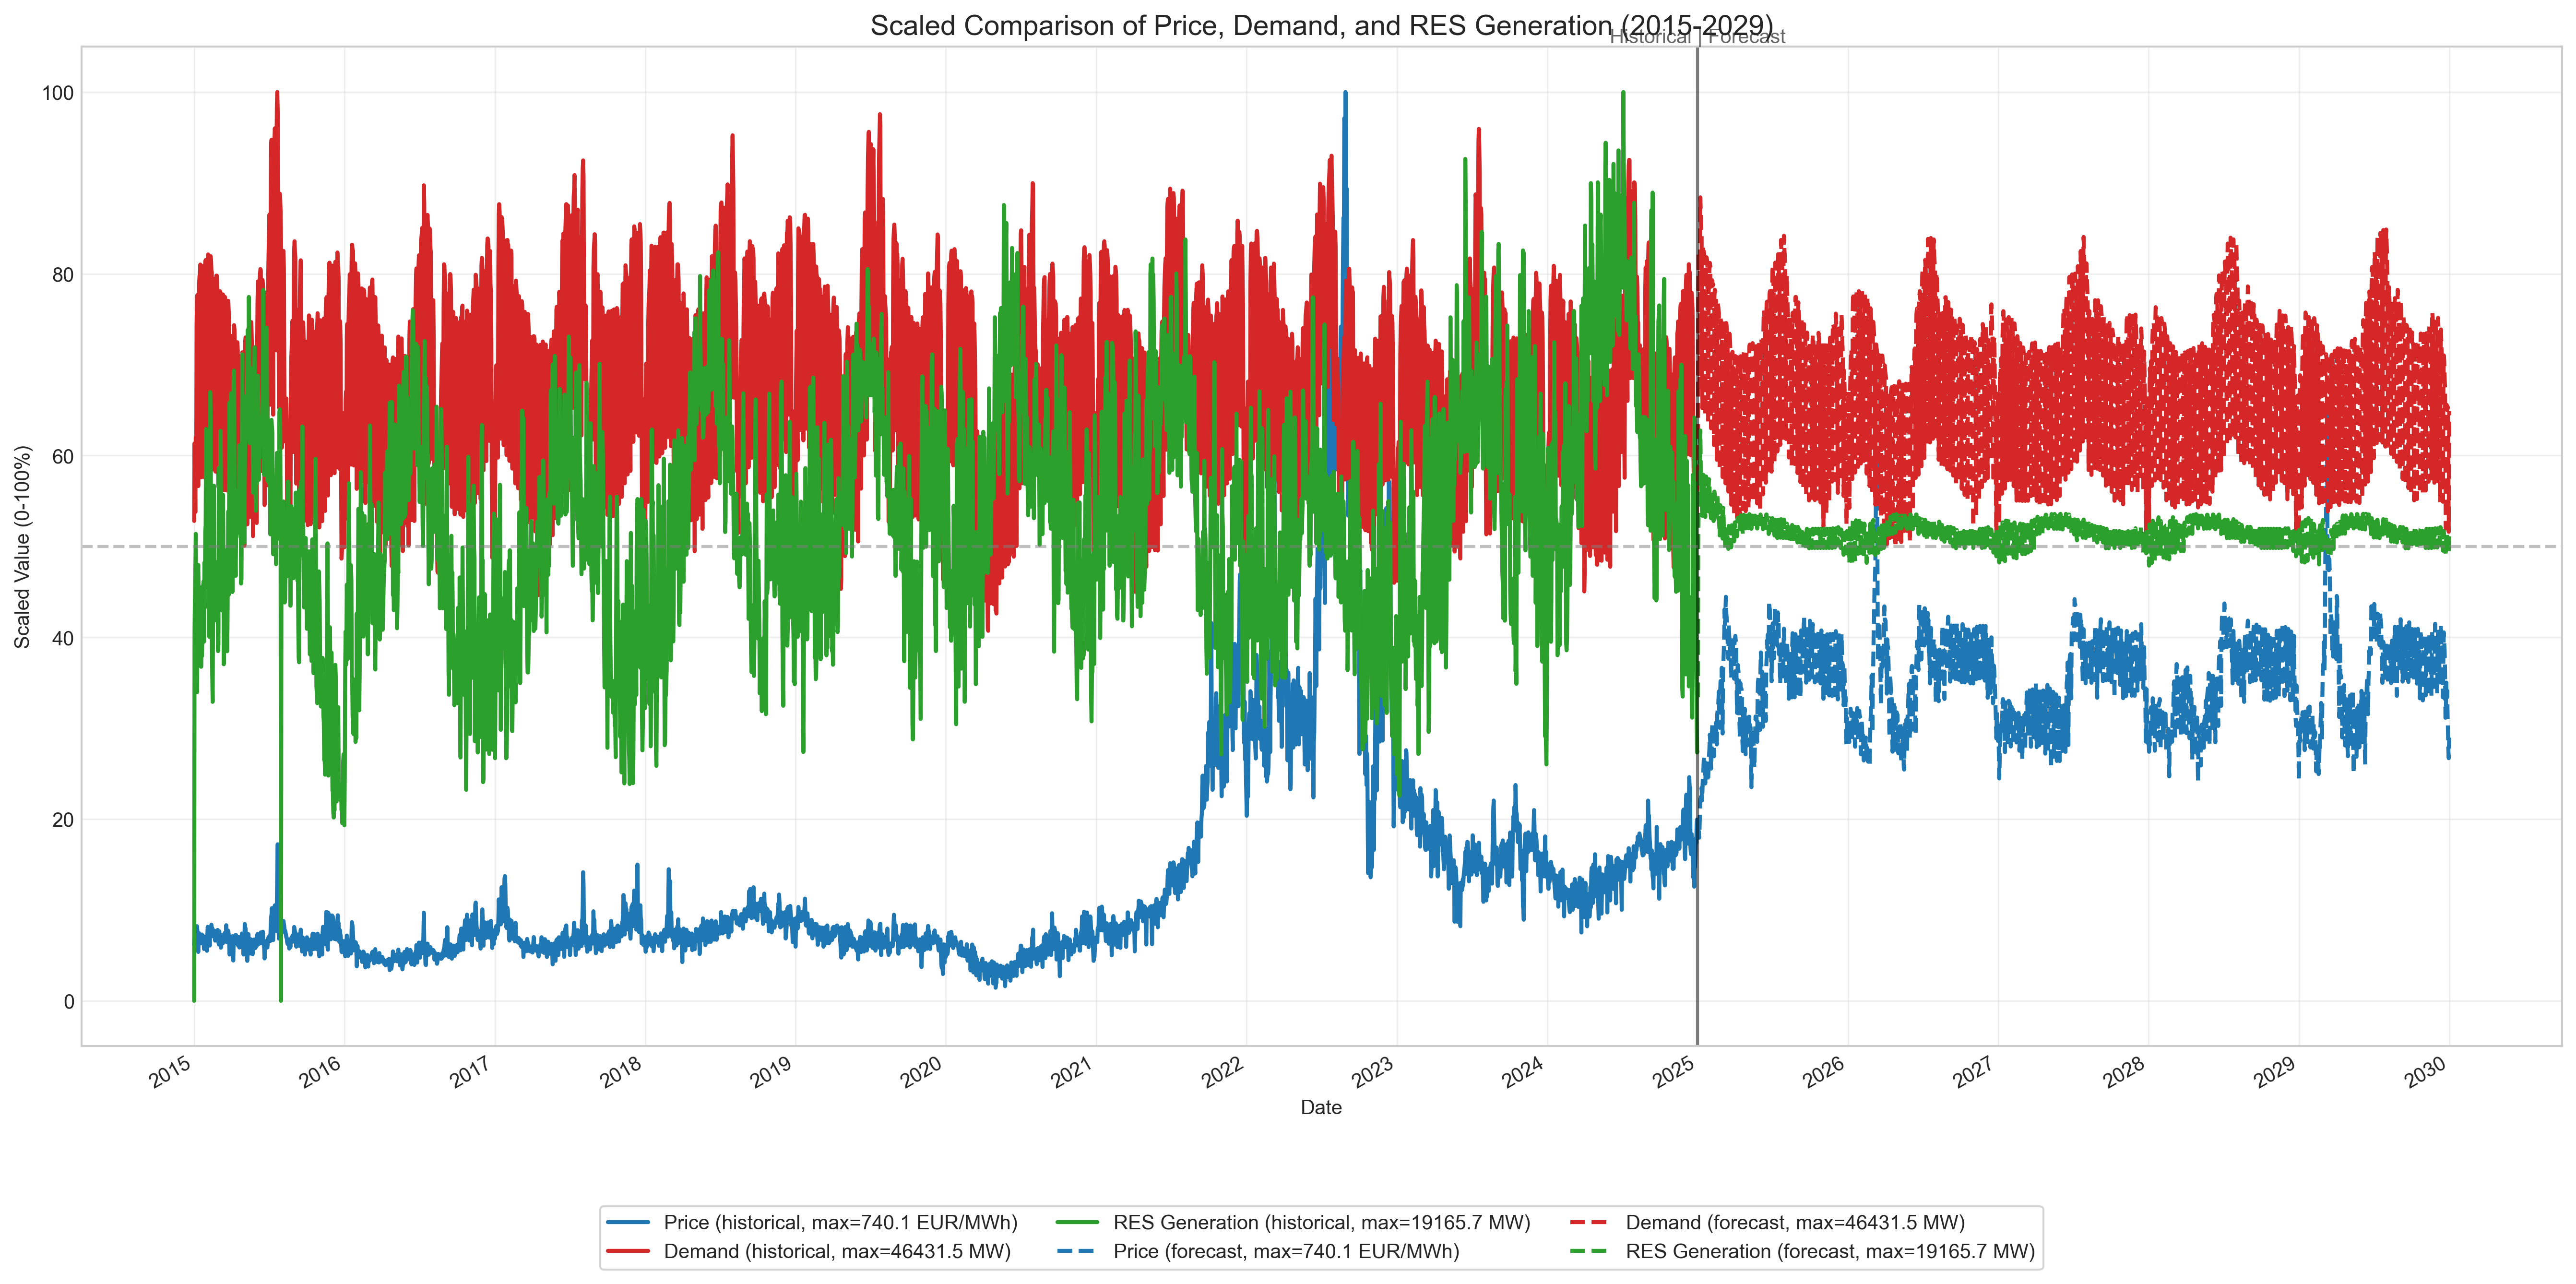 Scaled Comparison of Price, Demand, and RES Generation (2015-2029)
Historical | Forecast
100
80
60
40
20
0
Scaled Value (0-100%)
2015 2016 2017 2018 2019 2020 2021 2022 2023 2024 2025 2026 2027 2028 2029 2030
Date
Price (historical, max=740.1 EUR/MWh) RES Generation (historical, max=19165.7 MW) Demand (forecast, max=46431.5 MW)
Demand (historical, max=46431.5 MW) Price (forecast, max=740.1 EUR/MWh) RES Generation (forecast, max=19165.7 MW)